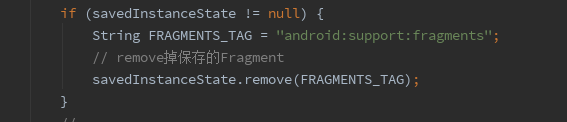 if (savedInstanceState != null) {
String FRAGMENTS_TAG = "android:support:fragments";
// remove掉保存的Fragment
savedInstanceState.remove(FRAGMENTS_TAG);
}
//